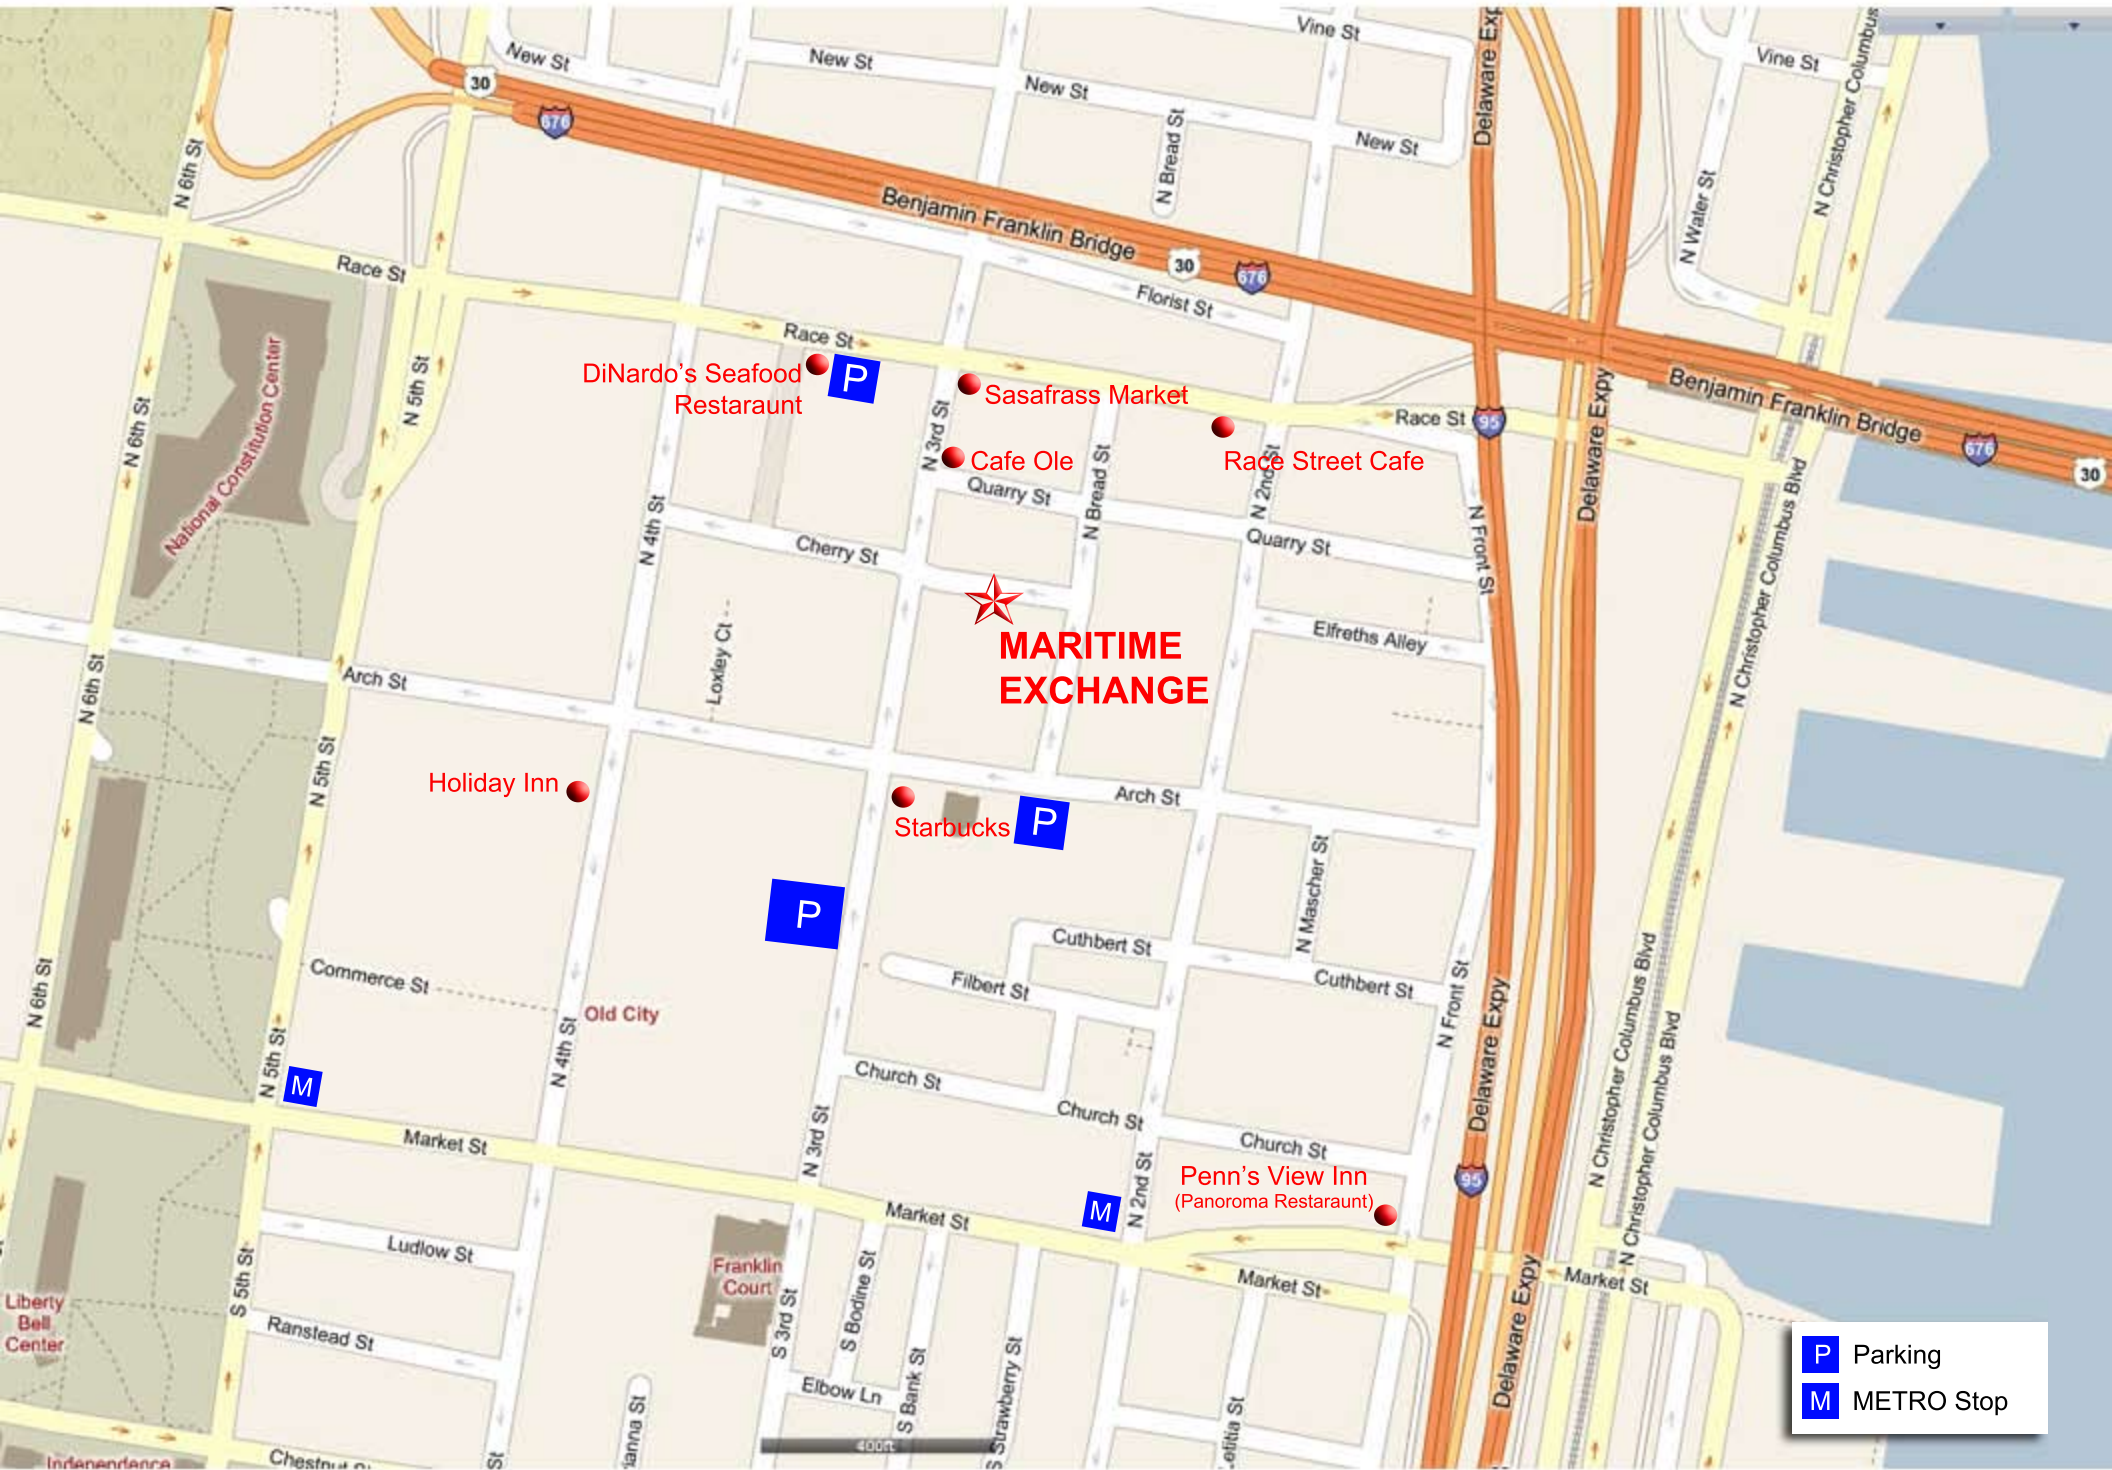 New St
New St
New St
New St
Vine St
Vine St
30
676
N 6th St
N Bread St
Delaware Exp
N Christopher Columbus
N Water St
Benjamin Franklin Bridge
30
676
Race St
Florist St
Race St
DiNardo’s Seafood
Restaraunt
P
Sasafrass Market
Race St
95
Benjamin Franklin Bridge
676
30
National Constitution Center
N 5th St
N 6th St
N 3rd St
Cafe Ole
Race Street Cafe
Delaware Expy
Quarry St
N Bread St
N 2nd St
Quarry St
N Front St
N 4th St
Cherry St
N Christopher Columbus Blvd
MARITIME
EXCHANGE
Elfreths Alley
Loxley Ct
N 6th St
Arch St
N 5th St
Holiday Inn
Starbucks
P
Arch St
N Mascher St
P
Cuthbert St
Filbert St
Cuthbert St
Commerce St
Old City
N 6th St
N 5th St
N 4th St
N Front St
Delaware Expy
N Christopher Columbus Blvd
N Christopher Columbus Blvd
M
Church St
Church St
Church St
Market St
N 3rd St
N 2nd St
Penn’s View Inn
(Panoroma Restaraunt)
95
M
Market St
Ludlow St
Franklin
Court
S 5th St
S 3rd St
S Bodine St
Market St
Market St
Delaware Expy
Liberty
Bell
Center
Ranstead St
Elbow Ln
S Bank St
S Strawberry St
Letitia St
ianna St
St
400ft
Chestnut S
Independence
P Parking
M METRO Stop